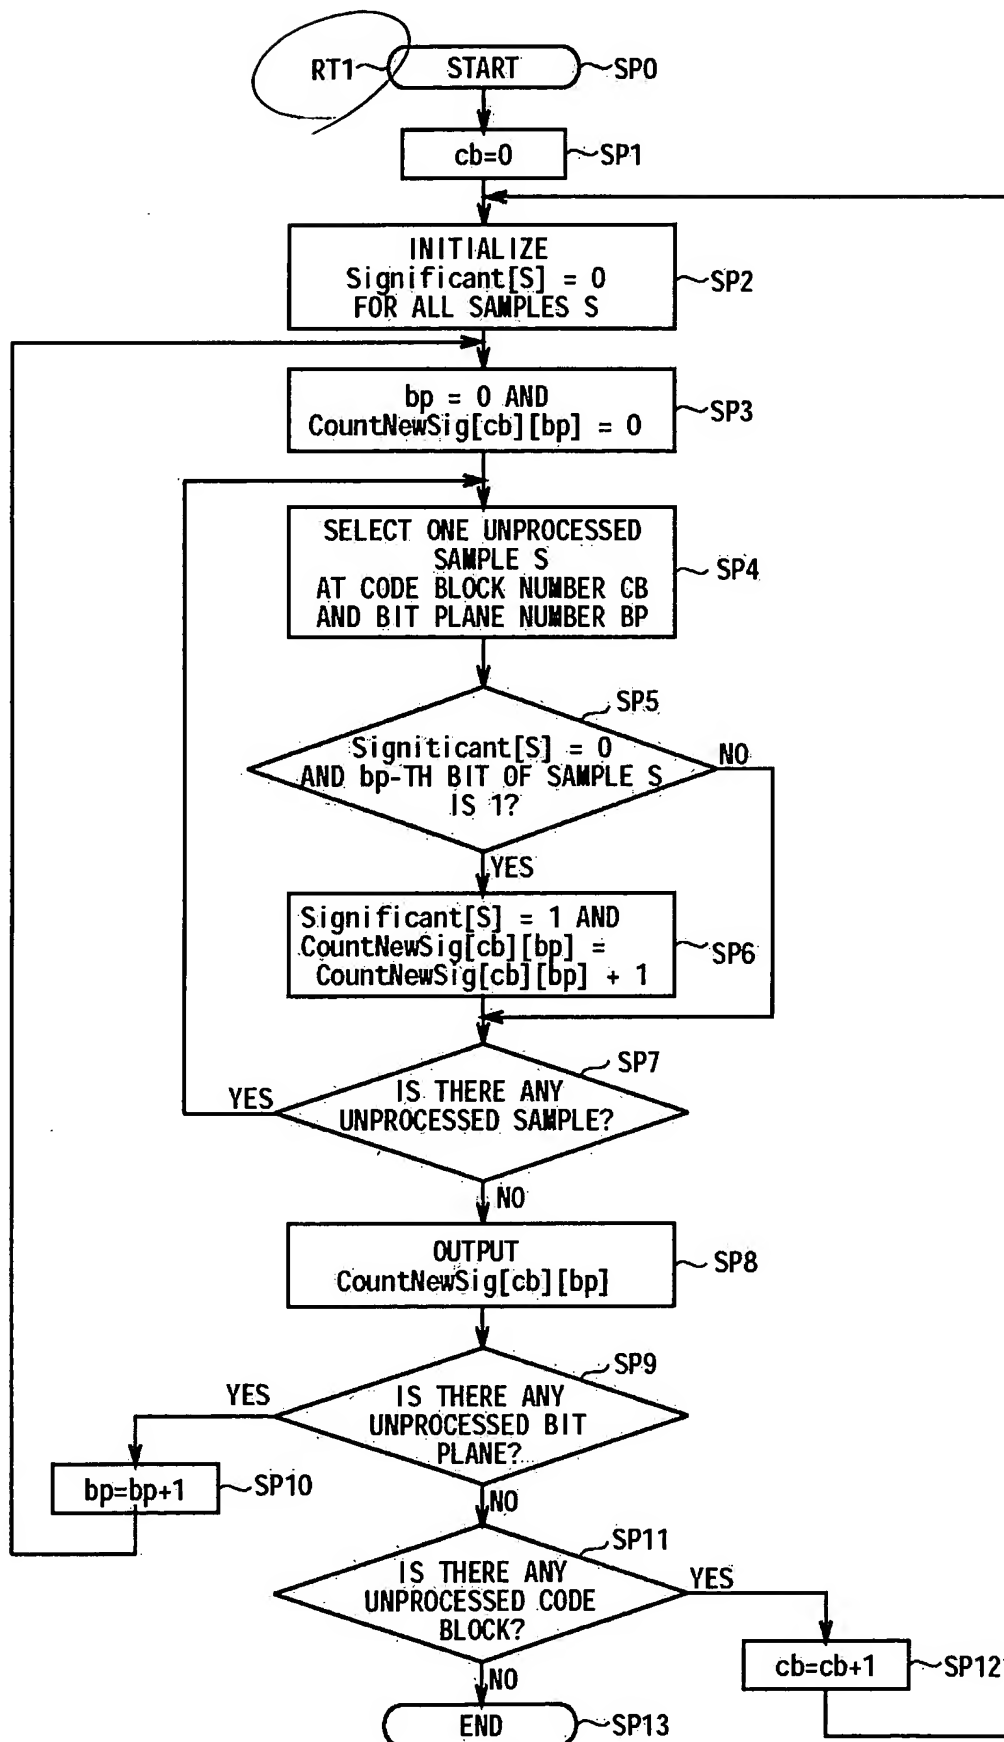 RT1
START
SP0
cb=0
SP1
INITIALIZE
Significant[S] = 0
FOR ALL SAMPLES S
SP2
bp = 0 AND
CountNewSig[cb][bp] = 0
SP3
SELECT ONE UNPROCESSED
SAMPLE S
AT CODE BLOCK NUMBER CB
AND BIT PLANE NUMBER BP
SP4
SP5
Signiticant[S] = 0
AND bp-TH BIT OF SAMPLE S
IS 1?
NO
YES
Significant[S] = 1 AND
CountNewSig[cb][bp] =
CountNewSig[cb][bp] + 1
SP6
SP7
IS THERE ANY
UNPROCESSED SAMPLE?
YES
NO
OUTPUT
CountNewSig[cb][bp]
SP8
SP9
YES
IS THERE ANY
UNPROCESSED BIT
PLANE?
bp=bp+1
SP10
NO
SP11
IS THERE ANY
UNPROCESSED CODE
BLOCK?
YES
cb=cb+1
SP12
NO
END
SP13